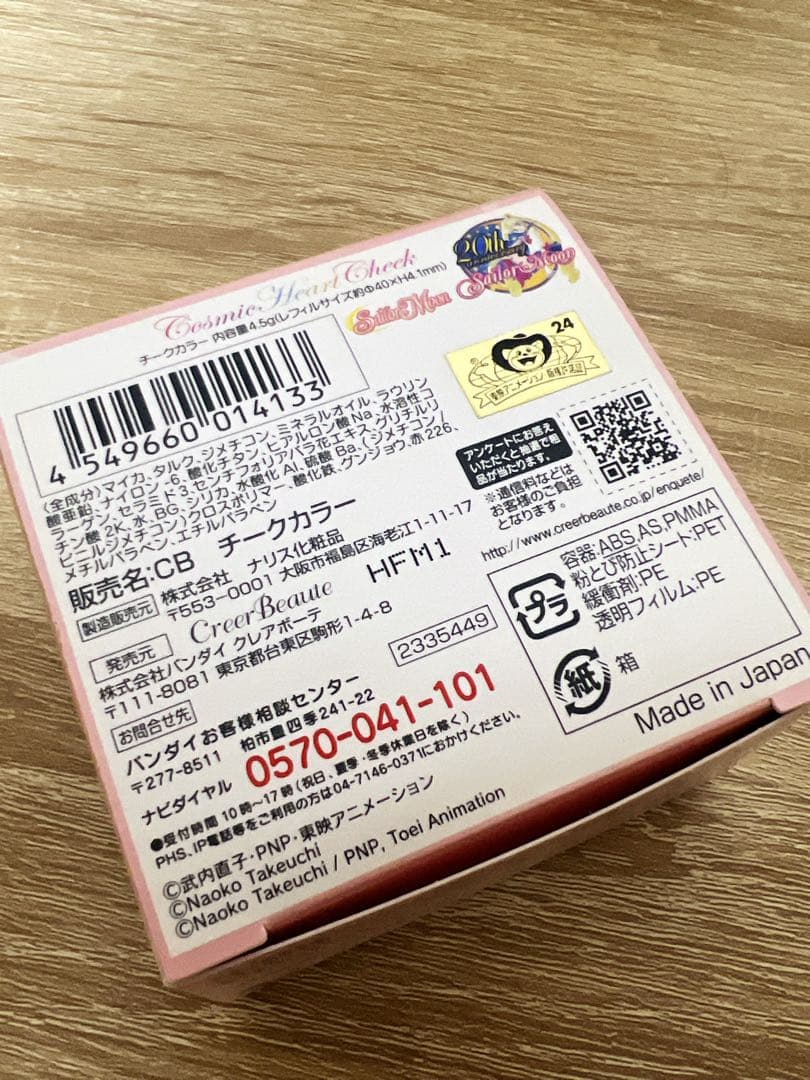 Cosmic Heart Cheek
チークカラー 内容量4.5g(レフィルサイズ約Φ40×H4.1mm)
20th
anniversary
Sailor Moon
Sailor Moon
4 549660 014133
〈全成分〉マイカ、タルク、ジメチコン、ミネラルオイル、ラウリン
酸亜鉛、ナイロン-6、酸化チタン、ヒアルロン酸Na、水溶性コ
ラーゲン、セラミド3、センチフォリアバラ花エキス、グリチルリ
チン酸2K、水、BG、シリカ、水酸化Al、硫酸Ba、(ジメチコン/
ビニルジメチコン)クロスポリマー、酸化鉄、グンジョウ、赤226、
メチルパラベン、エチルパラベン
販売名:CB チークカラー
製造販売元 株式会社 ナリス化粧品
〒553-0001 大阪市福島区海老江1-11-17
HFM1
発売元 CreerBeaute
株式会社バンダイ クレアボーテ
〒111-8081 東京都台東区駒形1-4-8
2335449
お問合せ先
バンダイお客様相談センター
〒277-8511 柏市豊四季241-22
ナビダイヤル 0570-041-101
●受付時間10時〜17時(祝日、夏季・冬季休業日を除く)
PHS、IP電話等をご利用の方は04-7146-0371におかけください。
©武内直子・PNP・東映アニメーション
©Naoko Takeuchi
©Naoko Takeuchi / PNP, Toei Animation
24
東映アニメーション
アンケートにお答え
いただくと抽選で粗
品が当たります。
※通信料などは
お客様のご負担
となります。
http://www.creerbeaute.co.jp/enquete/
プラ
容器:ABS,AS,PMMA
粉とび防止シート:PET
緩衝剤:PE
透明フィルム:PE
紙 箱
Made in Japan